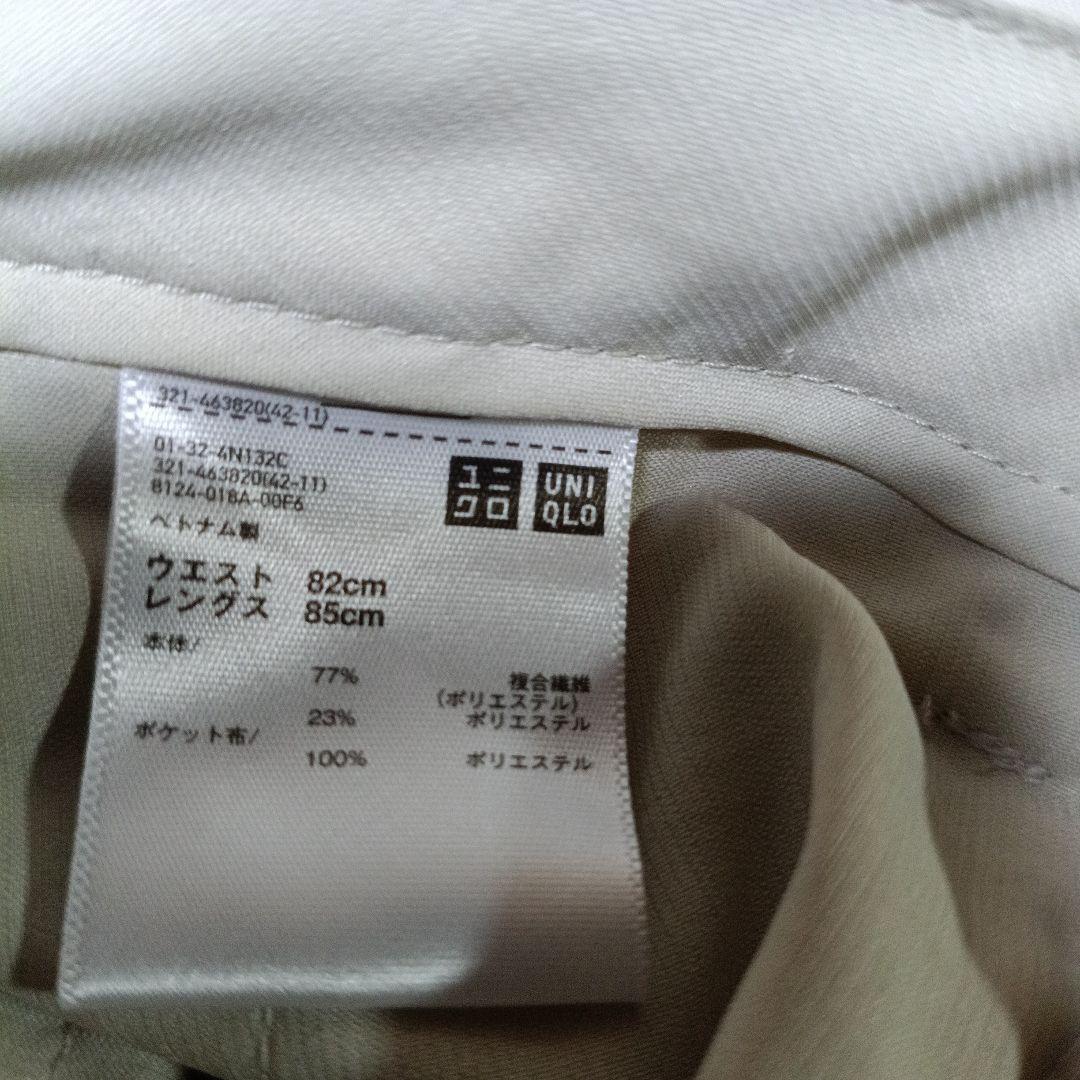 321-463820(42-11)
01-32-4N132C
321-463820(42-11)
8124-018A-00F6
ベトナム製
ユニ
クロ
UNI
QLO
ウエスト 82cm
レングス 85cm
本体/
77% 複合繊維
(ポリエステル)
23% ポリエステル
ポケット布/
100% ポリエステル